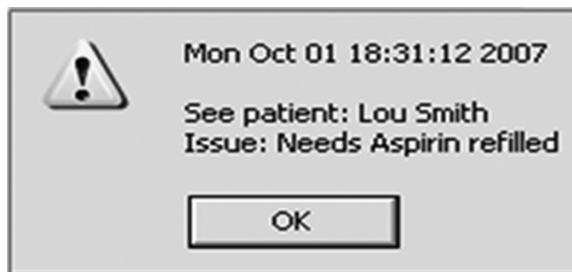 Mon Oct 01 18:31:12 2007
See patient: Lou Smith
Issue: Needs Aspirin refilled
OK